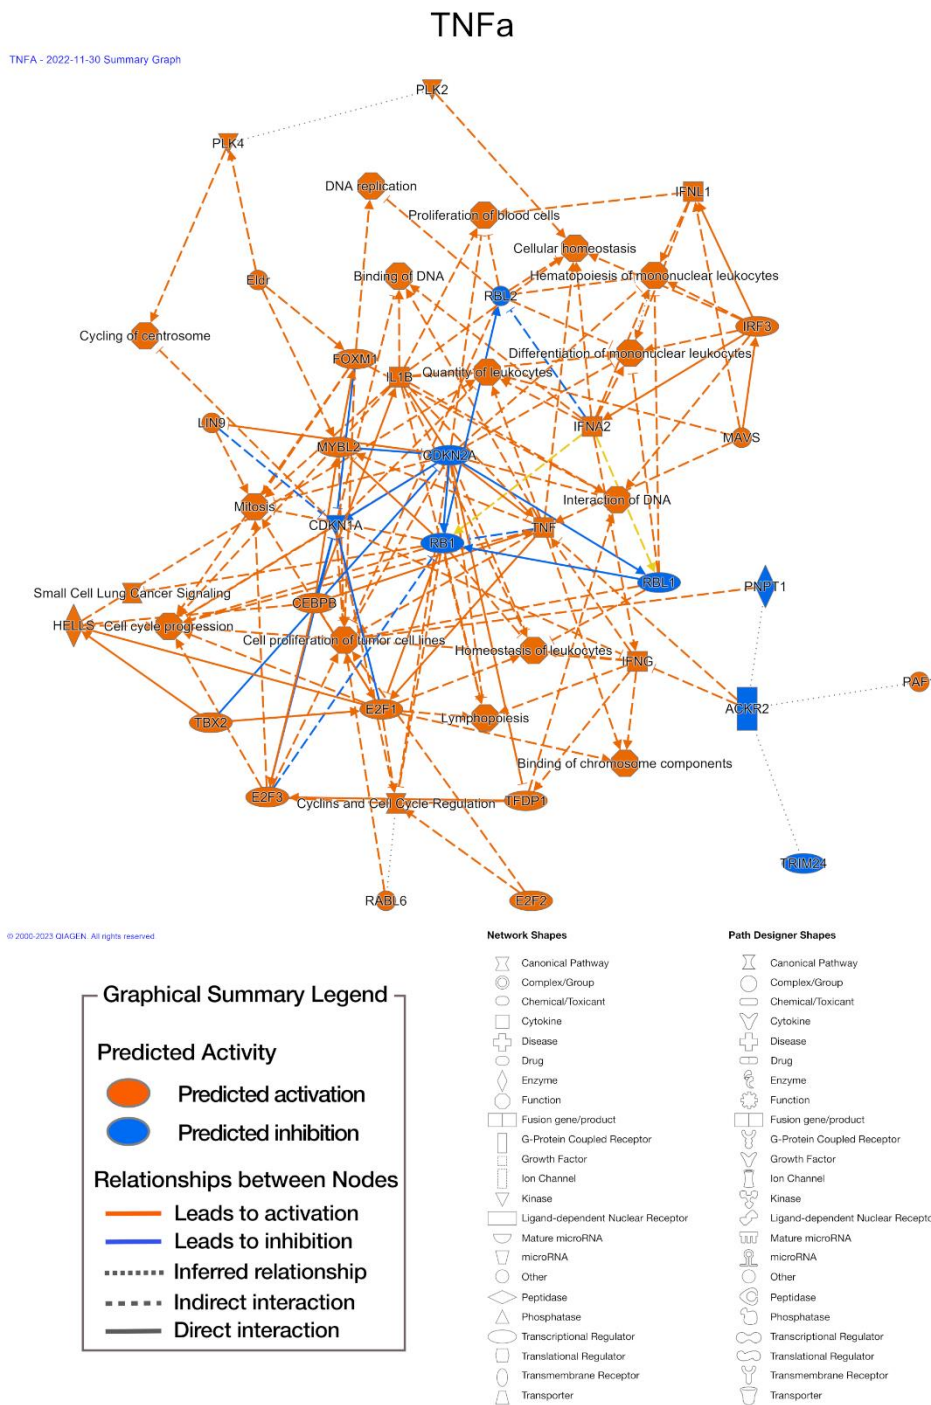 TNFa
TNFA - 2022-11-30 Summary Graph
PLK2
PLK4
DNA replication
IFNL1
Proliferation of blood cells
Cellular homeostasis
Binding of DNA
Hematopoiesis of mononuclear leukocytes
Eldr
RBL2
IRF3
Cycling of centrosome
Differentiation of mononuclear leukocytes
FOXM1
IL1B
Quantity of leukocytes
LIN9
IFNA2
MAVS
MYBL2
CDKN2A
Interaction of DNA
Mitosis
CDKN1A
TNF
RB1
RBL1
PNPT1
Small Cell Lung Cancer Signaling
HELLS
Cell cycle progression
CEBPB
Cell proliferation of tumor cell lines
Homeostasis of leukocytes
IFNG
PAF
TBX2
E2F1
Lymphopoiesis
ACKR2
Binding of chromosome components
E2F3
Cyclins and Cell Cycle Regulation
TFDP1
TRIM24
RABL6
E2F2
© 2000-2023 QIAGEN. All rights reserved
Graphical Summary Legend
Predicted Activity
Predicted activation
Predicted inhibition
Relationships between Nodes
Leads to activation
Leads to inhibition
Inferred relationship
Indirect interaction
Direct interaction
Network Shapes
Canonical Pathway
Complex/Group
Chemical/Toxicant
Cytokine
Disease
Drug
Enzyme
Function
Fusion gene/product
G-Protein Coupled Receptor
Growth Factor
Ion Channel
Kinase
Ligand-dependent Nuclear Receptor
Mature microRNA
microRNA
Other
Peptidase
Phosphatase
Transcriptional Regulator
Translational Regulator
Transmembrane Receptor
Transporter
Path Designer Shapes
Canonical Pathway
Complex/Group
Chemical/Toxicant
Cytokine
Disease
Drug
Enzyme
Function
Fusion gene/product
G-Protein Coupled Receptor
Growth Factor
Ion Channel
Kinase
Ligand-dependent Nuclear Recepto
Mature microRNA
microRNA
Other
Peptidase
Phosphatase
Transcriptional Regulator
Translational Regulator
Transmembrane Receptor
Transporter